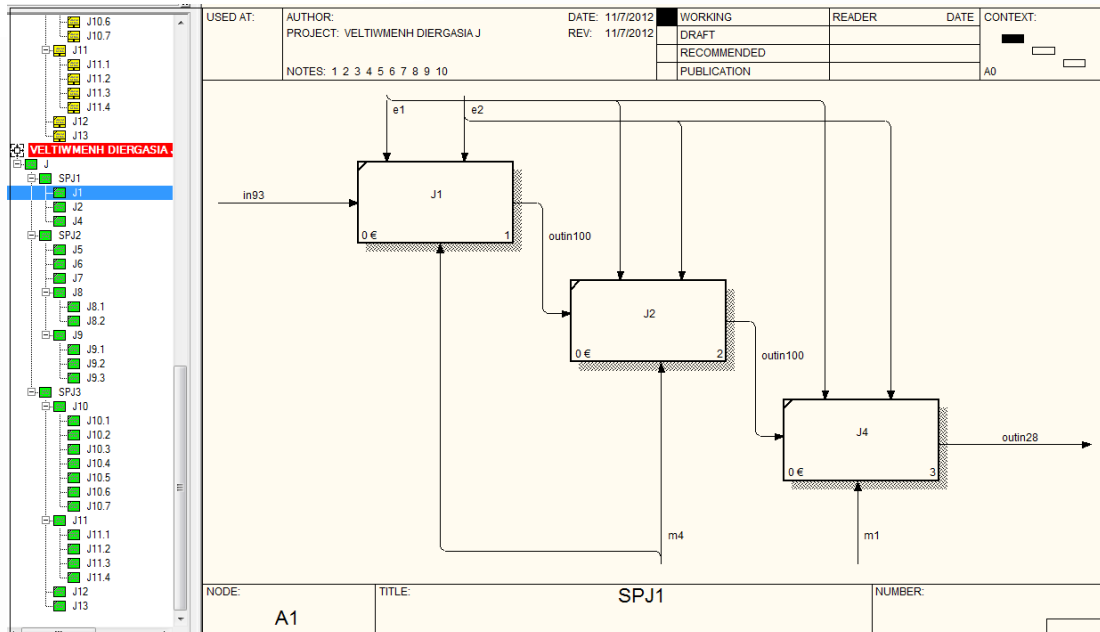 J10.6
J10.7
J11
J11.1
J11.2
J11.3
J11.4
J12
J13
VELTIWMENH DIERGASIA
J
SPJ1
J1
J2
J4
SPJ2
J5
J6
J7
J8
J8.1
J8.2
J9
J9.1
J9.2
J9.3
SPJ3
J10
J10.1
J10.2
J10.3
J10.4
J10.5
J10.6
J10.7
J11
J11.1
J11.2
J11.3
J11.4
J12
J13
USED AT:
AUTHOR: DATE: 11/7/2012
PROJECT: VELTIWMENH DIERGASIA J REV: 11/7/2012
NOTES: 1 2 3 4 5 6 7 8 9 10
WORKING
DRAFT
RECOMMENDED
PUBLICATION
READER DATE
CONTEXT:
A0
e1
e2
in93
J1
0 € 1
outin100
J2
0 € 2
outin100
J4
0 € 3
outin28
m4
m1
NODE:
A1
TITLE:
SPJ1
NUMBER: